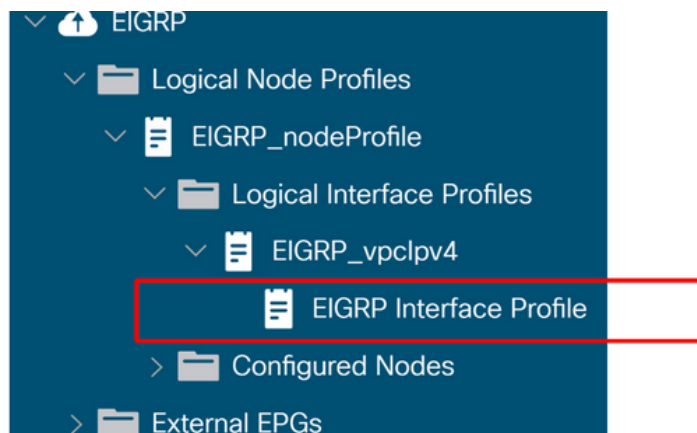 EIGRP
Logical Node Profiles
EIGRP_nodeProfile
Logical Interface Profiles
EIGRP_vpcIpv4
EIGRP Interface Profile
Configured Nodes
External EPGs